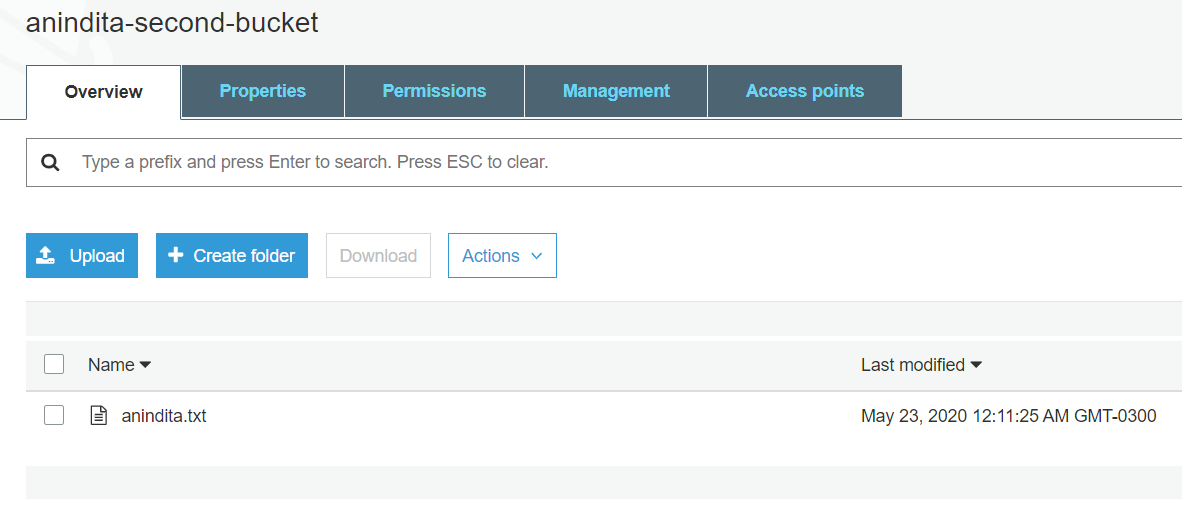 anindita-second-bucket
Overview Properties Permissions Management Access points
Type a prefix and press Enter to search. Press ESC to clear.
Upload Create folder Download Actions
Name Last modified
anindita.txt May 23, 2020 12:11:25 AM GMT-0300